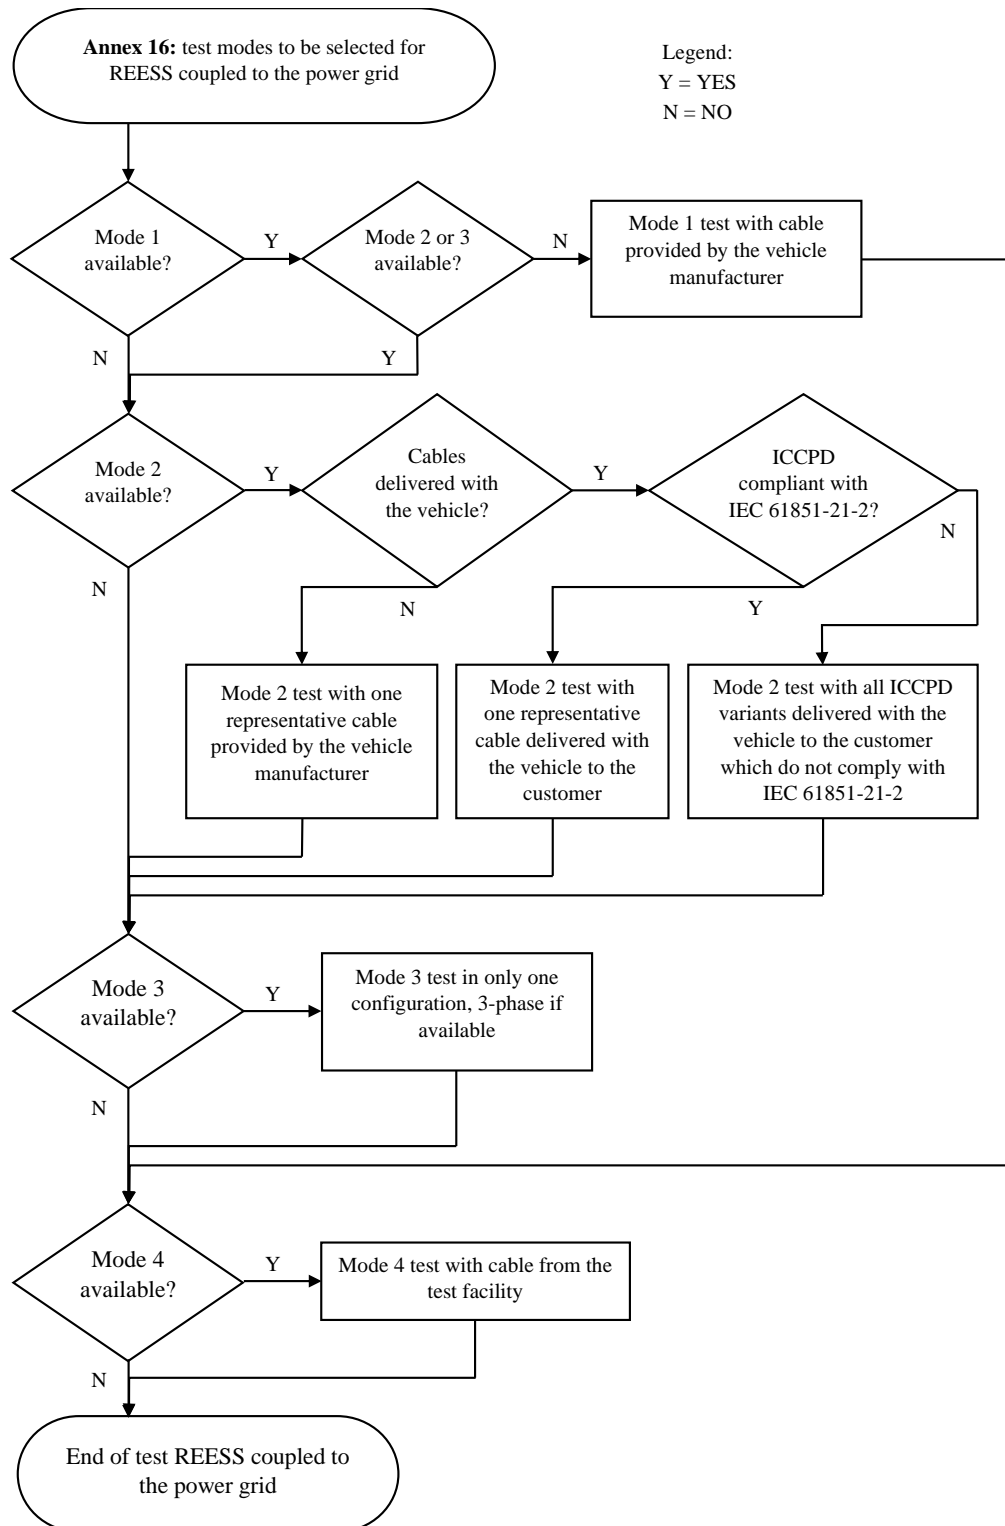 Annex 16: test modes to be selected for
REESS coupled to the power grid
Legend:
Y = YES
N = NO
Mode 1
available?
Y
Mode 2 or 3
available?
N
Mode 1 test with cable
provided by the vehicle
manufacturer
N
Y
Mode 2
available?
Y
Cables
delivered with
the vehicle?
Y
ICCPD
compliant with
IEC 61851-21-2?
N
N
N
Y
Mode 2 test with one
representative cable
provided by the vehicle
manufacturer
Mode 2 test with
one representative
cable delivered with
the vehicle to the
customer
Mode 2 test with all ICCPD
variants delivered with the
vehicle to the customer
which do not comply with
IEC 61851-21-2
Mode 3
available?
Y
Mode 3 test in only one
configuration, 3-phase if
available
N
Mode 4
available?
Y
Mode 4 test with cable from the
test facility
N
End of test REESS coupled to
the power grid